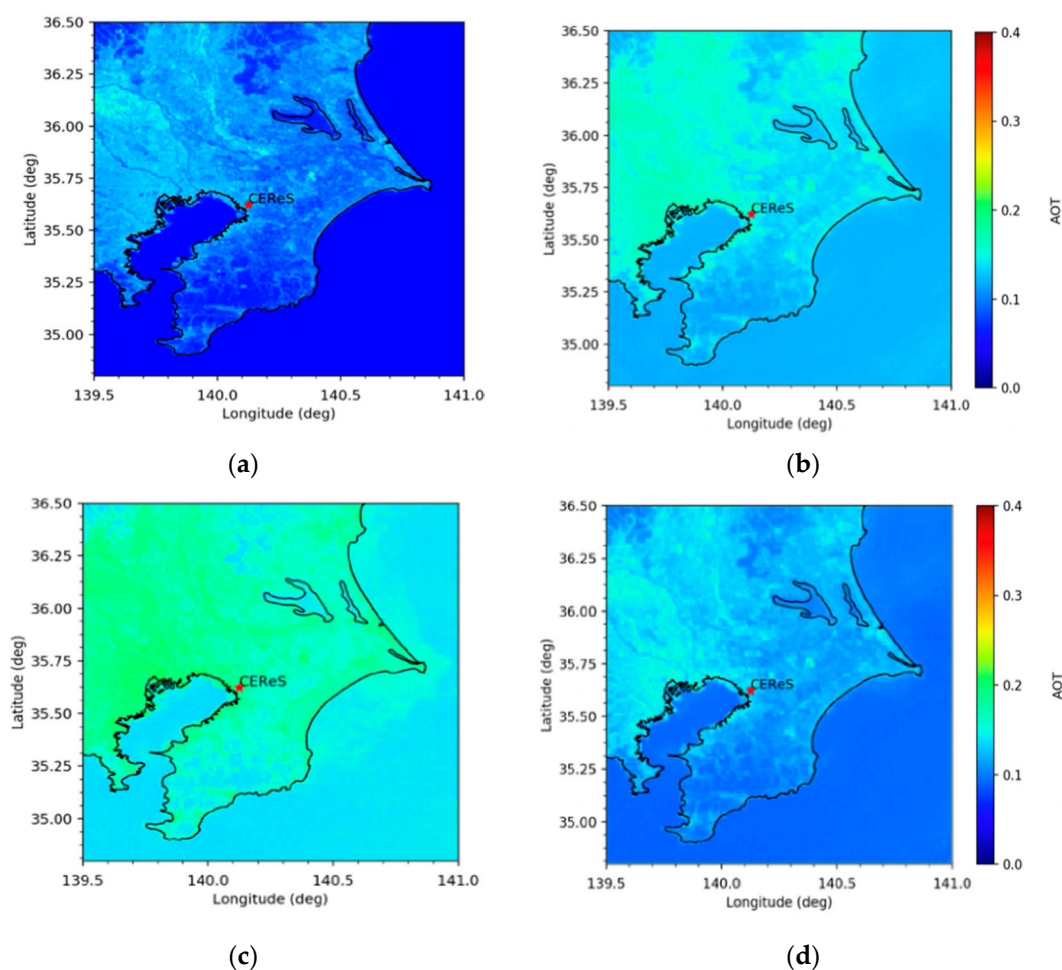 36.50
36.25
36.00
35.75
35.50
35.25
35.00
Latitude (deg)
CEReS
139.5 140.0 140.5 141.0
Longitude (deg)
(a)
36.50
36.25
36.00
35.75
35.50
35.25
35.00
Latitude (deg)
CEReS
139.5 140.0 140.5 141.0
Longitude (deg)
0.4
0.3
0.2
0.1
0.0
AOT
(b)
36.50
36.25
36.00
35.75
35.50
35.25
35.00
Latitude (deg)
CEReS
139.5 140.0 140.5 141.0
Longitude (deg)
(c)
36.50
36.25
36.00
35.75
35.50
35.25
35.00
Latitude (deg)
CEReS
139.5 140.0 140.5 141.0
Longitude (deg)
0.4
0.3
0.2
0.1
0.0
AOT
(d)